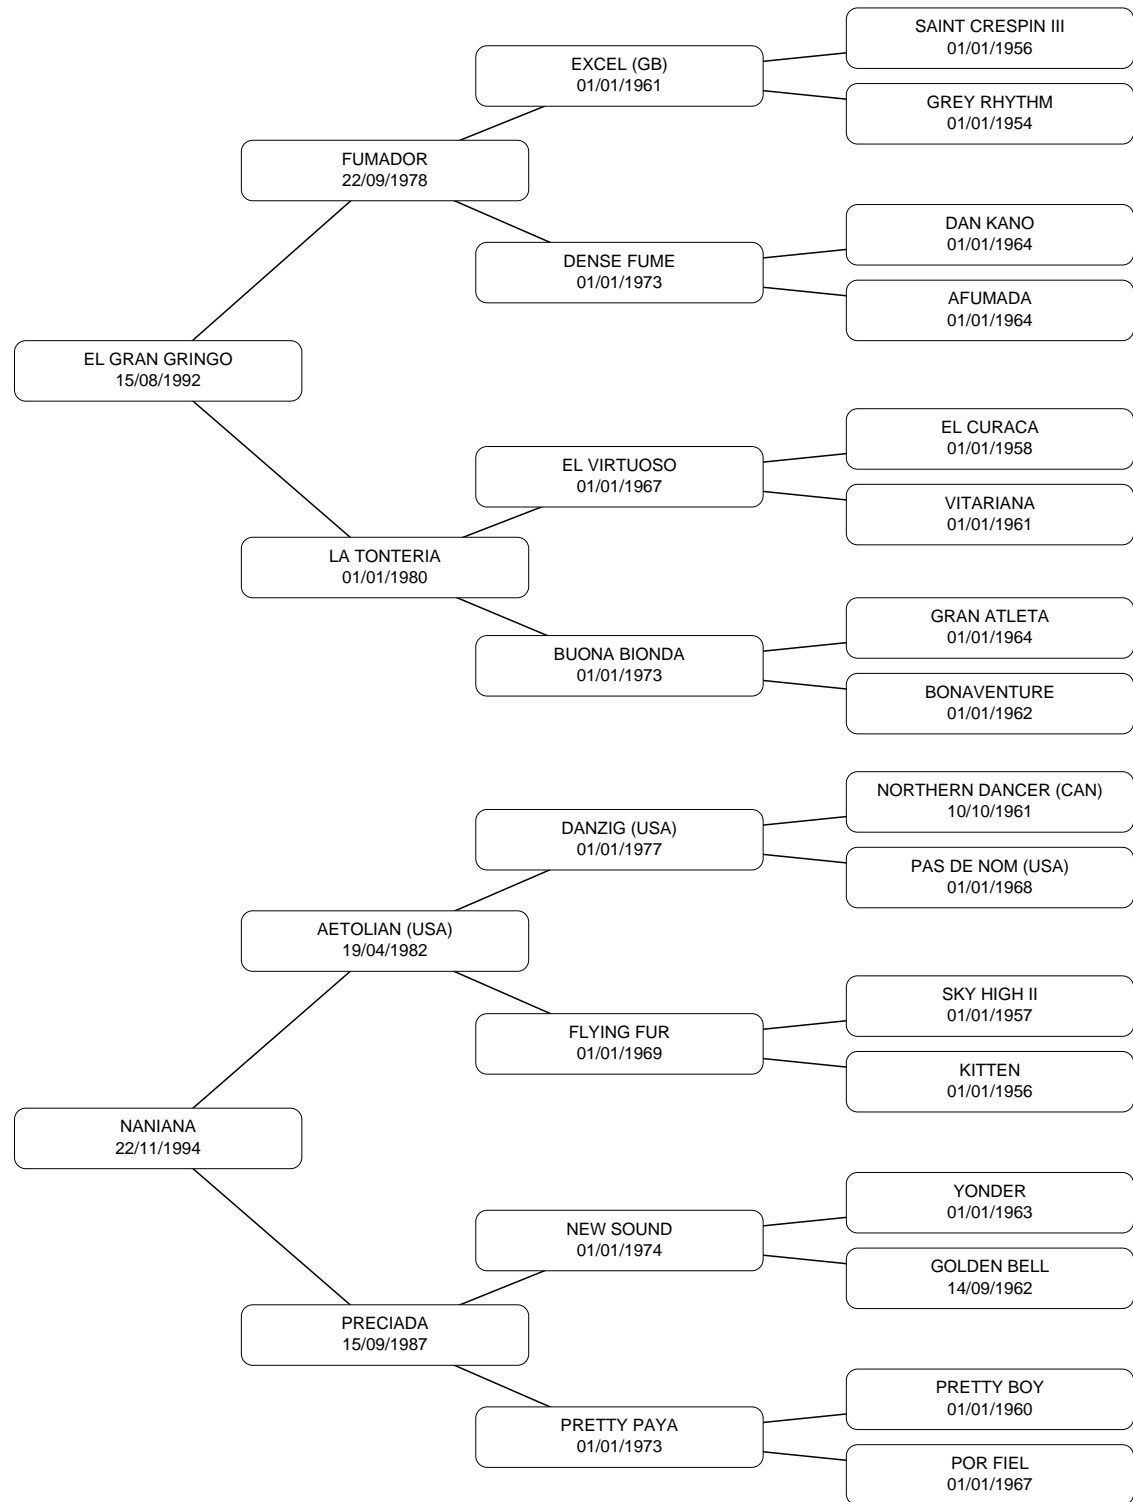 SAINT CRESPIN III
01/01/1956
EXCEL (GB)
01/01/1961
GREY RHYTHM
01/01/1954
FUMADOR
22/09/1978
DAN KANO
01/01/1964
DENSE FUME
01/01/1973
AFUMADA
01/01/1964
EL GRAN GRINGO
15/08/1992
EL CURACA
01/01/1958
EL VIRTUOSO
01/01/1967
VITARIANA
01/01/1961
LA TONTERIA
01/01/1980
GRAN ATLETA
01/01/1964
BUONA BIONDA
01/01/1973
BONAVENTURE
01/01/1962
NORTHERN DANCER (CAN)
10/10/1961
DANZIG (USA)
01/01/1977
PAS DE NOM (USA)
01/01/1968
AETOLIAN (USA)
19/04/1982
SKY HIGH II
01/01/1957
FLYING FUR
01/01/1969
KITTEN
01/01/1956
NANIANA
22/11/1994
YONDER
01/01/1963
NEW SOUND
01/01/1974
GOLDEN BELL
14/09/1962
PRECIADA
15/09/1987
PRETTY BOY
01/01/1960
PRETTY PAYA
01/01/1973
POR FIEL
01/01/1967